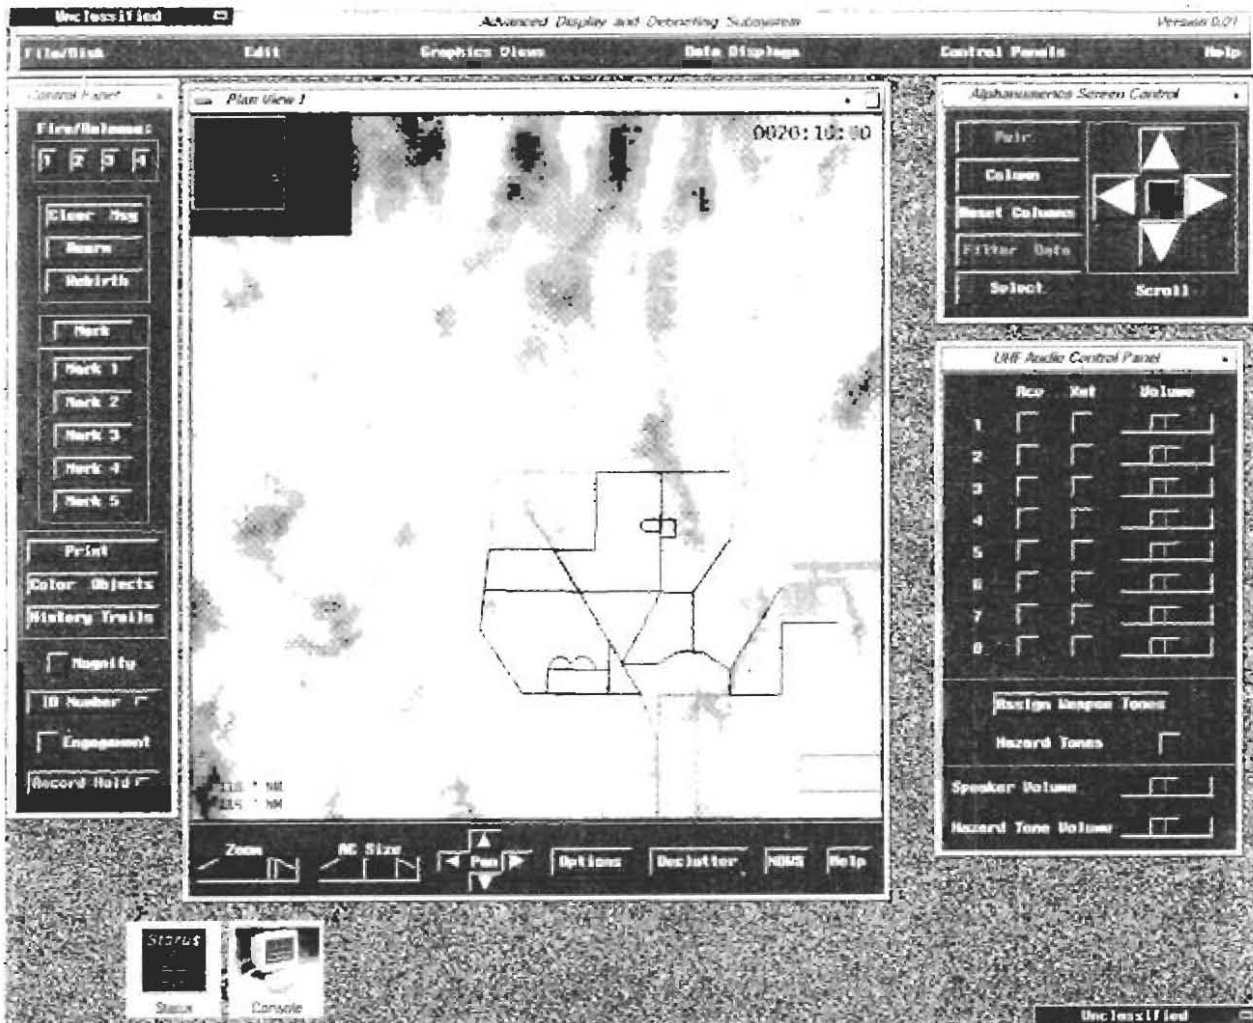 Unclassified
Advanced Display and Debriefing Subsystem
Version 0.01
File/Disk Edit Graphics Views Data Displays Control Panels Help
Control Panel
Fire/Release:
1 2 3 4
Clear Msg
Rearm
Rebirth
Mark
Mark 1
Mark 2
Mark 3
Mark 4
Mark 5
Print
Color Objects
History Trails
Magnify
ID Number
Engagement
Record Hold
Plan View 1
0020:10:00
NM
NM
Zoom
AC Size
Pan
Options
Declutter
Help
Alphanumerics Screen Control
Pair
Column
Reset Columns
Filter Data
Select
Scroll
UHF Audio Control Panel
Rcv Xmt Volume
1
2
3
4
5
6
7
8
Assign Weapon Tones
Hazard Tones
Speaker Volume
Hazard Tone Volume
Status
Status
Console
Unclassified